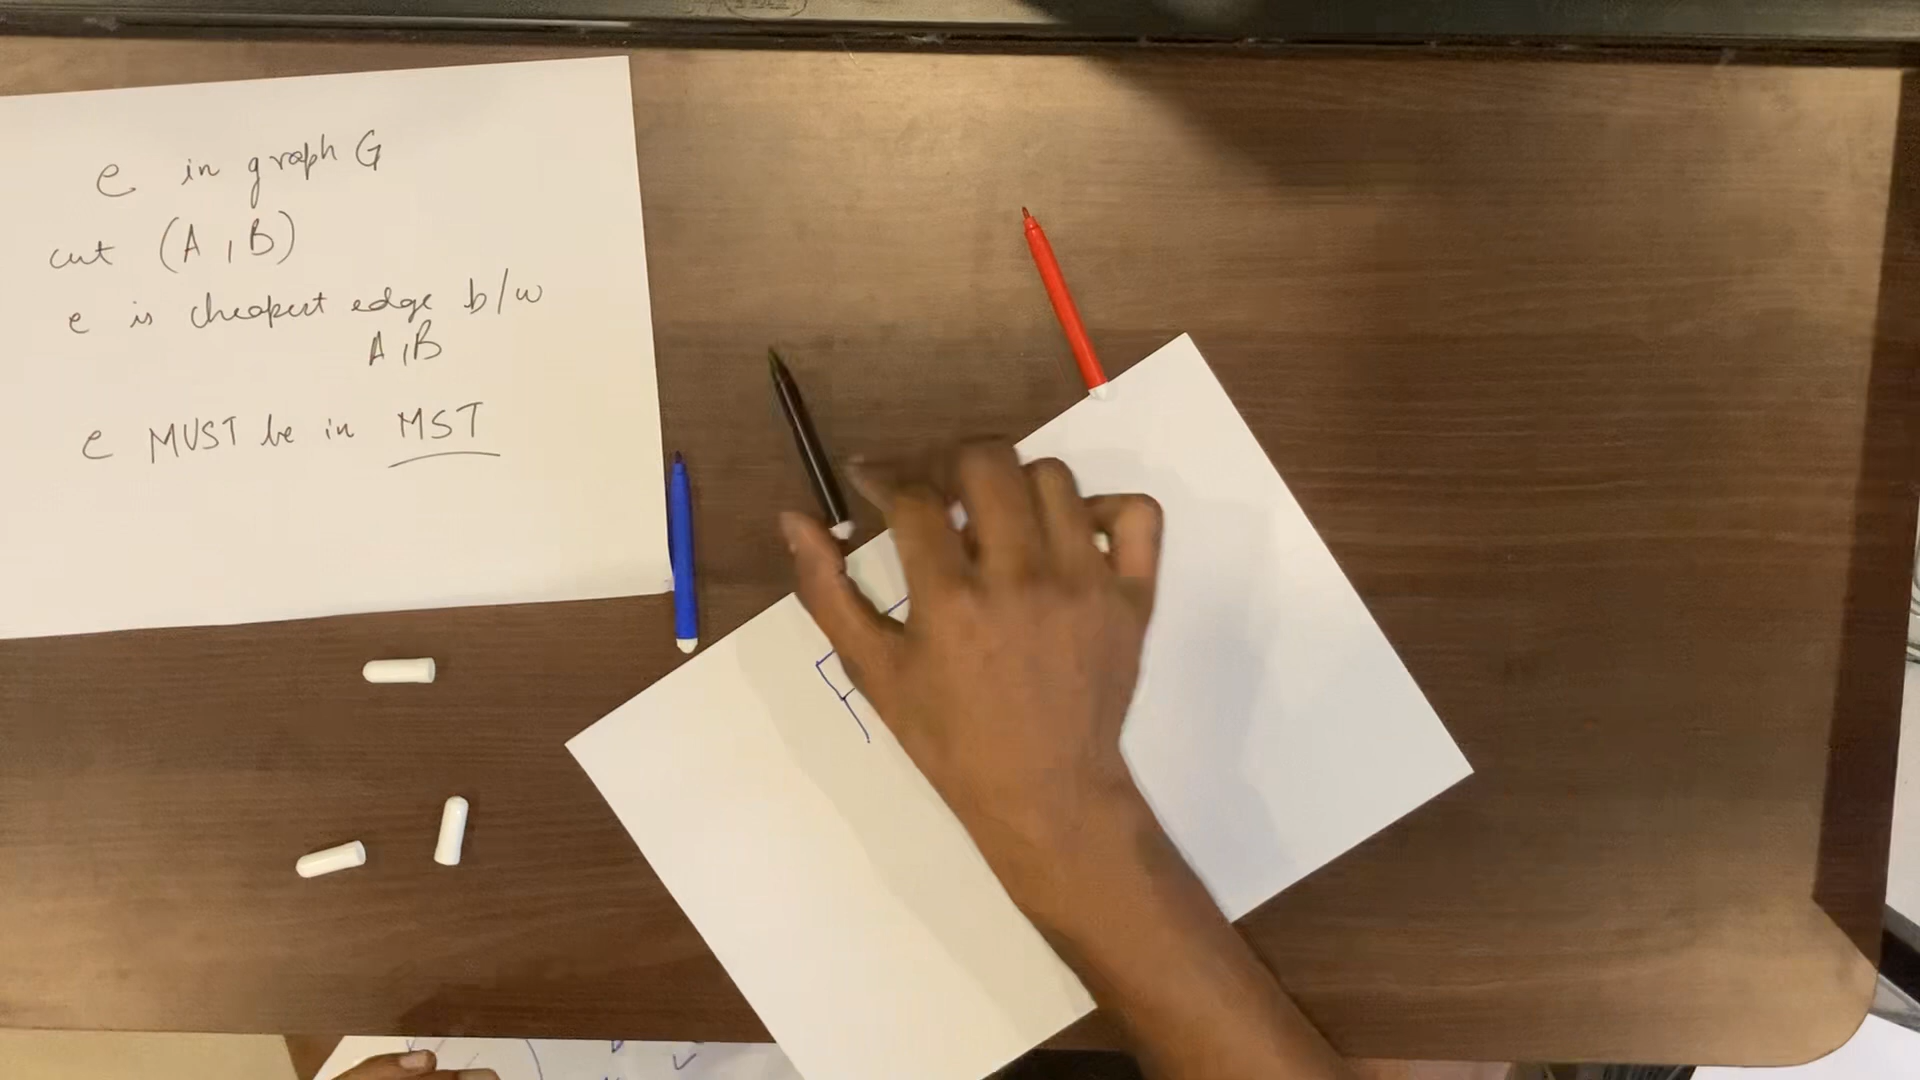 e in graph G
cut (A, B)
e is cheapest edge b/w
A, B
e MUST be in MST